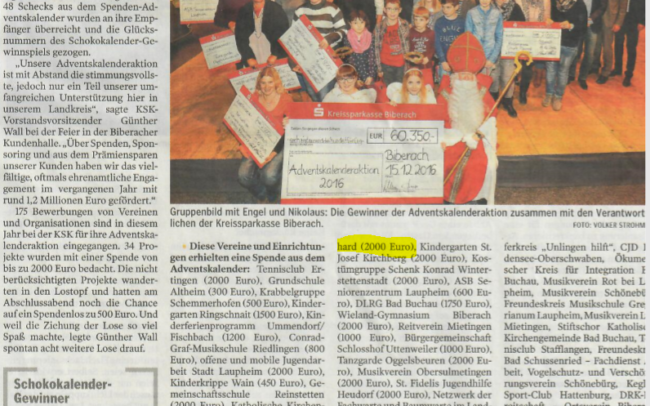 48 Schecks aus dem Spenden-Ad-
ventskalender wurden an ihre Emp-
fänger überreicht und die Glücks-
nummern des Schokokalender-Ge-
winnspiels gezogen.
„Unsere Adventskalenderaktion
ist mit Abstand die stimmungsvolls-
te, jedoch nur ein Teil unserer um-
fangreichen Unterstützung hier in
unserem Landkreis“, sagte KSK-
Vorstandsvorsitzender Günther
Wall bei der Feier in der Biberacher
Kundenhalle. „Über Spenden, Spon-
soring und aus dem Prämiensparen
unserer Kunden haben wir das viel-
fältige, oftmals ehrenamtliche Enga-
gement im vergangenen Jahr mit
rund 1,2 Millionen Euro gefördert.“
175 Bewerbungen von Vereinen
und Organisationen sind in diesem
Jahr bei der KSK für ihre Adventska-
lenderaktion eingegangen. 34 Pro-
jekte wurden mit einer Spende von
bis zu 2000 Euro bedacht. Die nicht
berücksichtigten Projekte wander-
ten in den Lostopf und hatten am
Abschlussabend noch die Chance
auf ein Spendenlos zu 500 Euro. Und
weil die Ziehung der Lose so viel
Spaß machte, legte Günther Wall
spontan acht weitere Lose drauf.
Schokokalender-
Gewinner
Kreissparkasse Biberach
EUR 60.350,-
Biberach
Adventskalenderaktion 15.12.2016
2016
Gruppenbild mit Engel und Nikolaus: Die Gewinner der Adventskalenderaktion zusammen mit den Verantwort
lichen der Kreissparkasse Biberach.
FOTO: VOLKER STROHM
Diese Vereine und Einrichtun-
gen erhielten eine Spende aus dem
Adventskalender: Tennisclub Er-
tingen (2000 Euro), Grundschule
Altheim (300 Euro), Krabbelgruppe
Schemmerhofen (500 Euro), Kinder-
garten Ringschnait (1500 Euro), Kin-
derferienprogramm Ummendorf/
Fischbach (1200 Euro), Conrad-
Graf-Musikschule Riedlingen (800
Euro), offene und mobile Jugendar-
beit Stadt Laupheim (2000 Euro),
Kinderkrippe Wain (450 Euro), Ge-
meinschaftsschule Reinstetten
(2000 Euro), Katholische Kirchen-
hard (2000 Euro), Kindergarten St.
Josef Kirchberg (2000 Euro), Kos-
tümgruppe Schenk Konrad Winter-
stettenstadt (2000 Euro), ASB Se-
niorenzentrum Laupheim (600 Eu-
ro), DLRG Bad Buchau (1750 Euro),
Wieland-Gymnasium Biberach
(2000 Euro), Reitverein Mietingen
(1000 Euro), Bürgergemeinschaft
Schlosshof Uttenweiler (1000 Euro),
Tanzgarde Oggelsbeuren (2000 Eu-
ro), Musikverein Obersulmetingen
(2000 Euro), St. Fidelis Jugendhilfe
Heudorf (2000 Euro), Netzwerk der
ferkreis „Unlingen hilft“, CJD
densee-Oberschwaben, Ökume
scher Kreis für Integration
Buchau, Musikverein Rot bei L
pheim, Musikverein Schöneb
Freundeskreis Musikschule Gre
rianum Laupheim, Musikverein
Mietingen, Stiftschor Katholisc
Kirchengemeinde Bad Buchau, T
nisclub Stafflangen, Freundesk
Bad Schussenried – Fachdienst
beit, Vogelschutz- und Verschö
rungsverein Schöneburg, Kegl
Sport-Club Hattenburg, DRK-